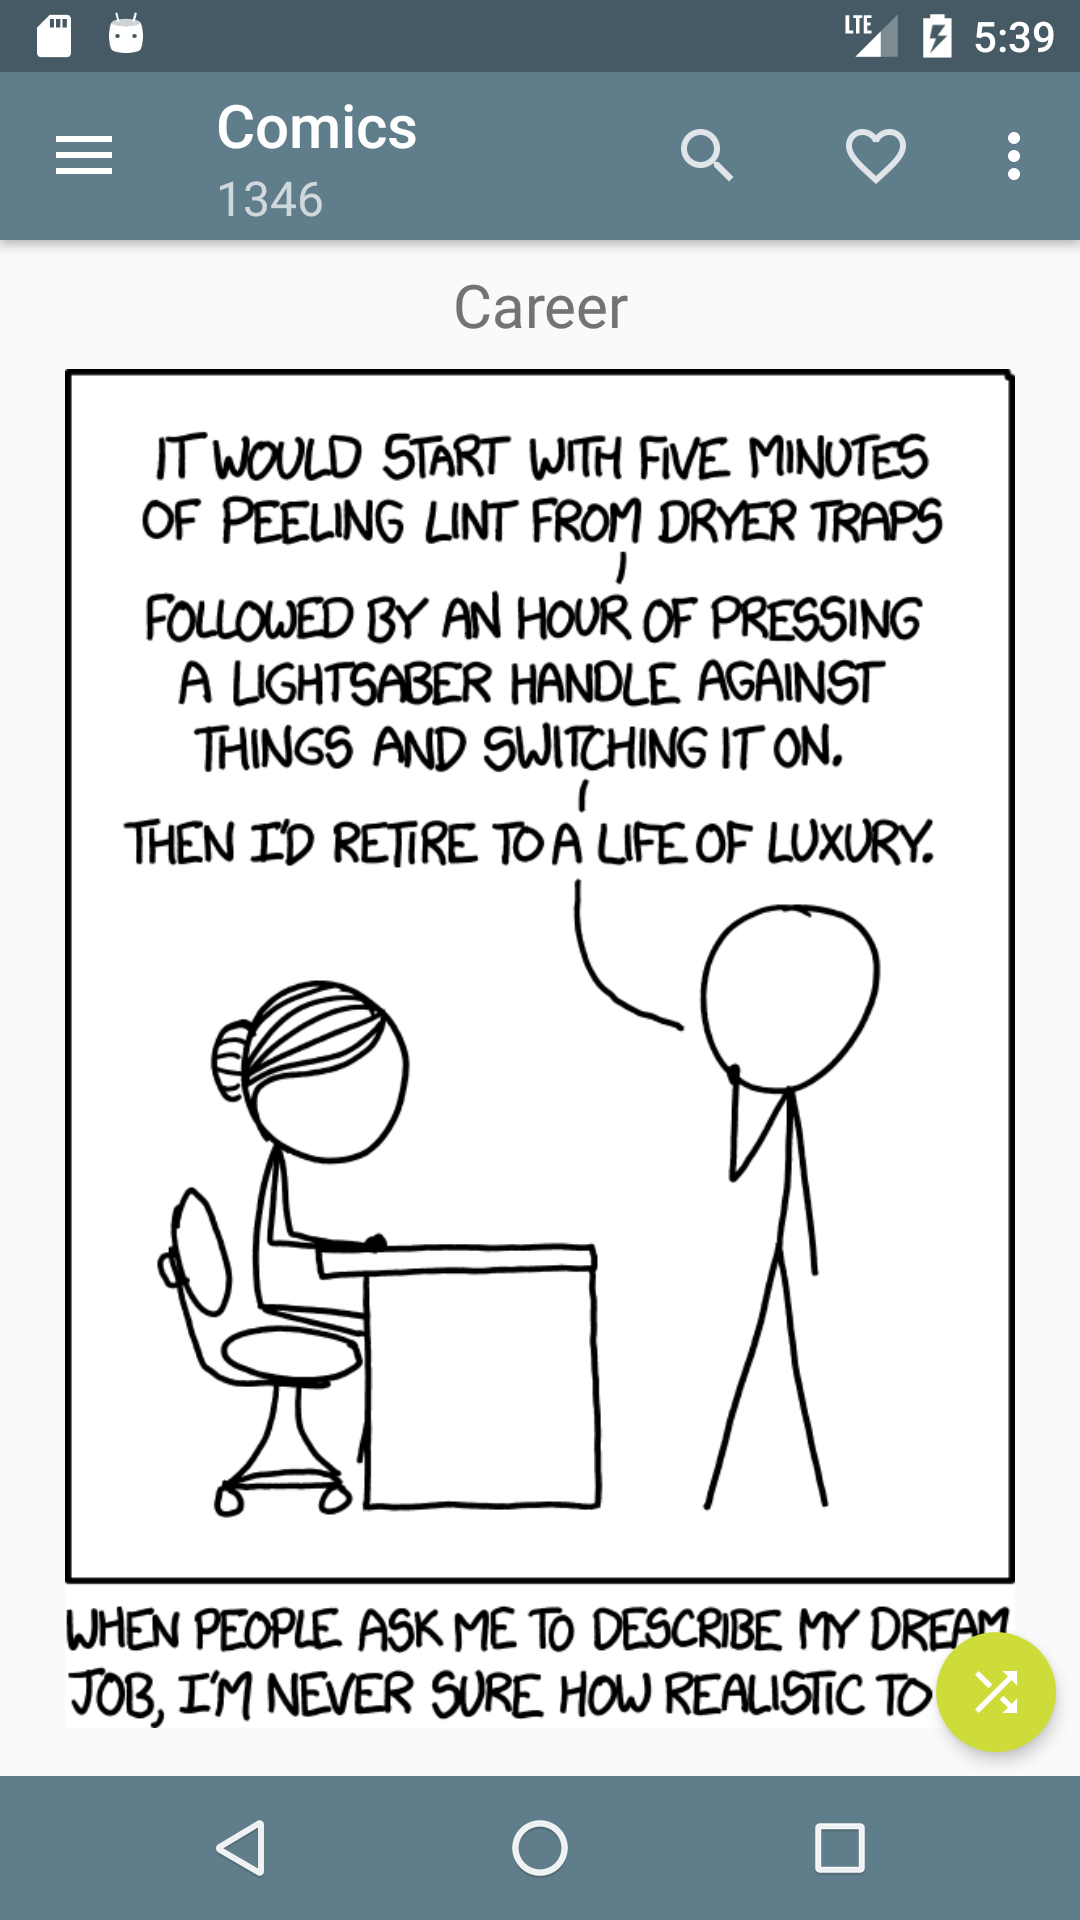 LTE 5:39
Comics
1346
Career
IT WOULD START WITH FIVE MINUTES
OF PEELING LINT FROM DRYER TRAPS
FOLLOWED BY AN HOUR OF PRESSING
A LIGHTSABER HANDLE AGAINST
THINGS AND SWITCHING IT ON.
THEN I'D RETIRE TO A LIFE OF LUXURY.
WHEN PEOPLE ASK ME TO DESCRIBE MY DREAM
JOB, I'M NEVER SURE HOW REALISTIC TO